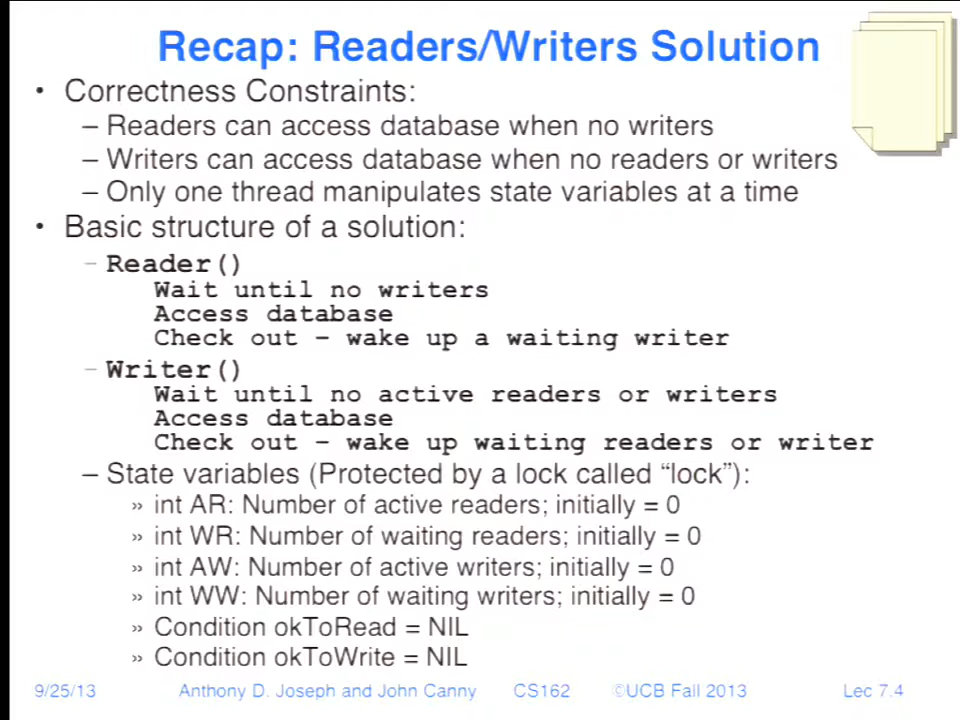 Recap: Readers/Writers Solution
• Correctness Constraints:
– Readers can access database when no writers
– Writers can access database when no readers or writers
– Only one thread manipulates state variables at a time
• Basic structure of a solution:
– Reader()
Wait until no writers
Access database
Check out – wake up a waiting writer
– Writer()
Wait until no active readers or writers
Access database
Check out – wake up waiting readers or writer
– State variables (Protected by a lock called “lock”):
» int AR: Number of active readers; initially = 0
» int WR: Number of waiting readers; initially = 0
» int AW: Number of active writers; initially = 0
» int WW: Number of waiting writers; initially = 0
» Condition okToRead = NIL
» Condition okToWrite = NIL
9/25/13 Anthony D. Joseph and John Canny CS162 ©UCB Fall 2013 Lec 7.4